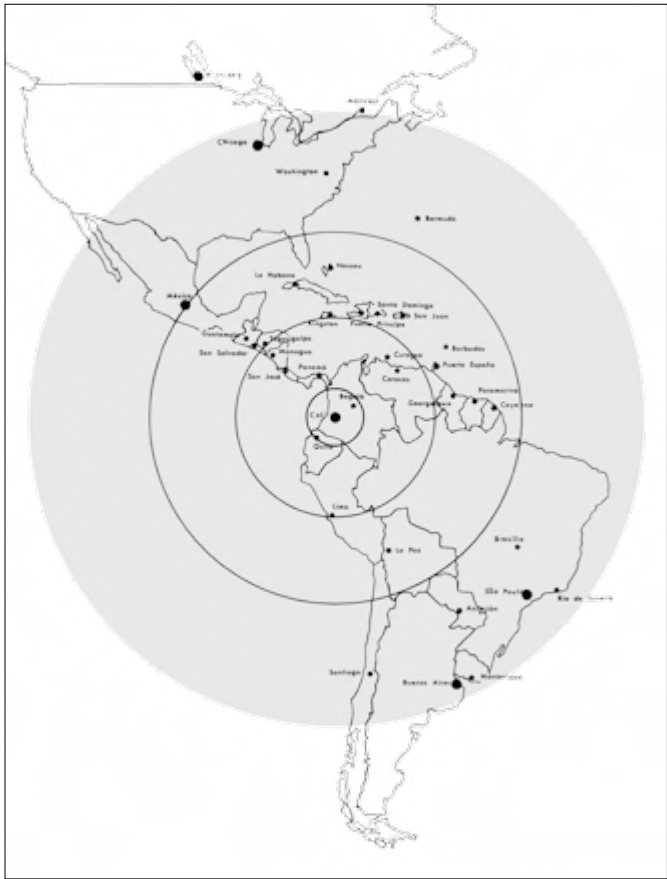 Chicago
Washington
Bermuda
Nassau
La Habana
México
Santo Domingo
San Juan
Kingston
Puerto Príncipe
Guatemala
Tegucigalpa
San Salvador
Managua
Curaçao
Barbados
Puerto España
San José
Panamá
Caracas
Paramaribo
Bogotá
Georgetown
Cayenne
Cali
Quito
Lima
Brasilia
La Paz
São Paulo
Rio de Janeiro
Asunción
Santiago
Buenos Aires
Montevideo